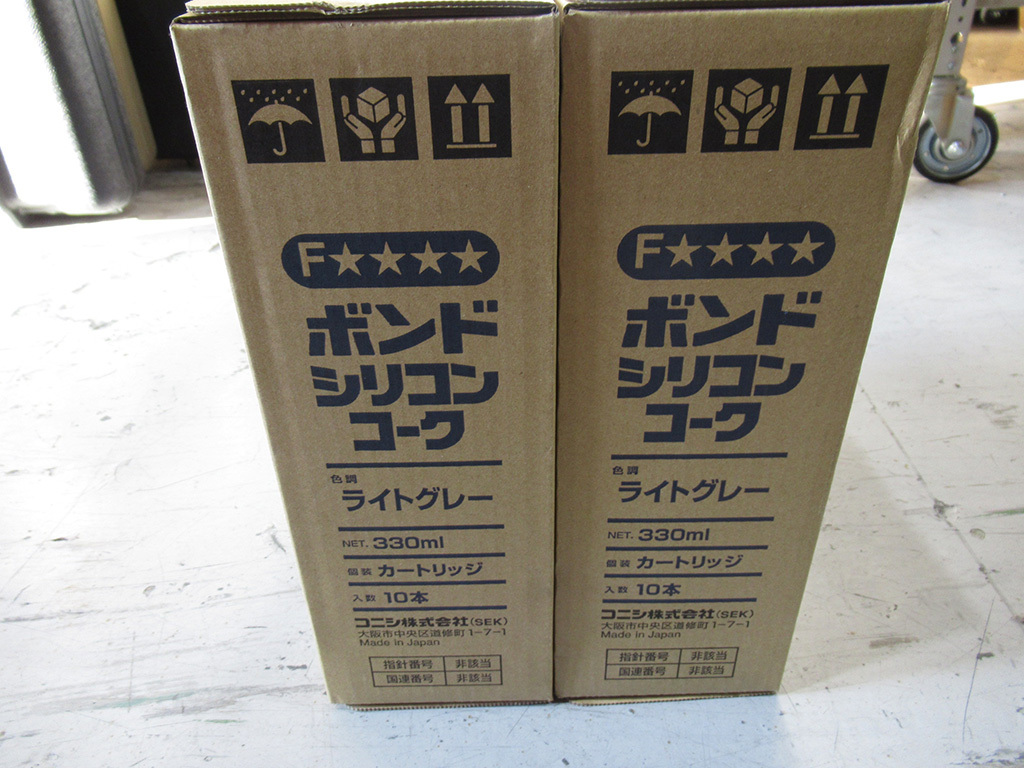 F★★★★
ボンド
シリコン
コーク
色調
ライトグレー
NET. 330ml
個装 カートリッジ
入数 10本
コニシ株式会社(SEK)
大阪市中央区道修町1-7-1
Made in Japan
指針番号 非該当
国連番号 非該当
F★★★★
ボンド
シリコン
コーク
色調
ライトグレー
NET. 330ml
個装 カートリッジ
入数 10本
コニシ株式会社(SEK)
大阪市中央区道修町1-7-1
Made in Japan
指針番号 非該当
国連番号 非該当